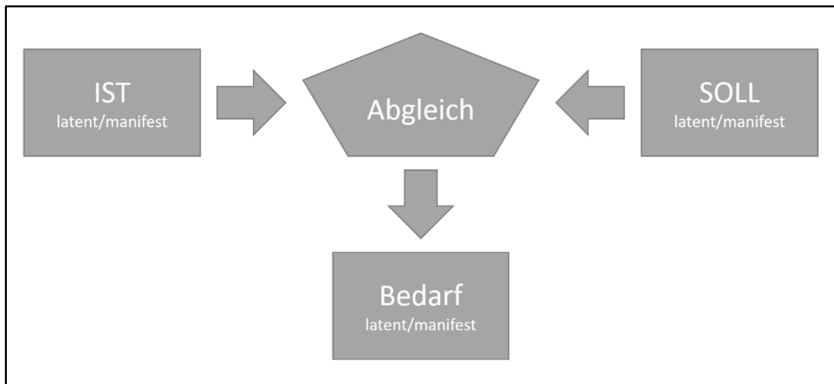 IST
latent/manifest
Abgleich
SOLL
latent/manifest
Bedarf
latent/manifest